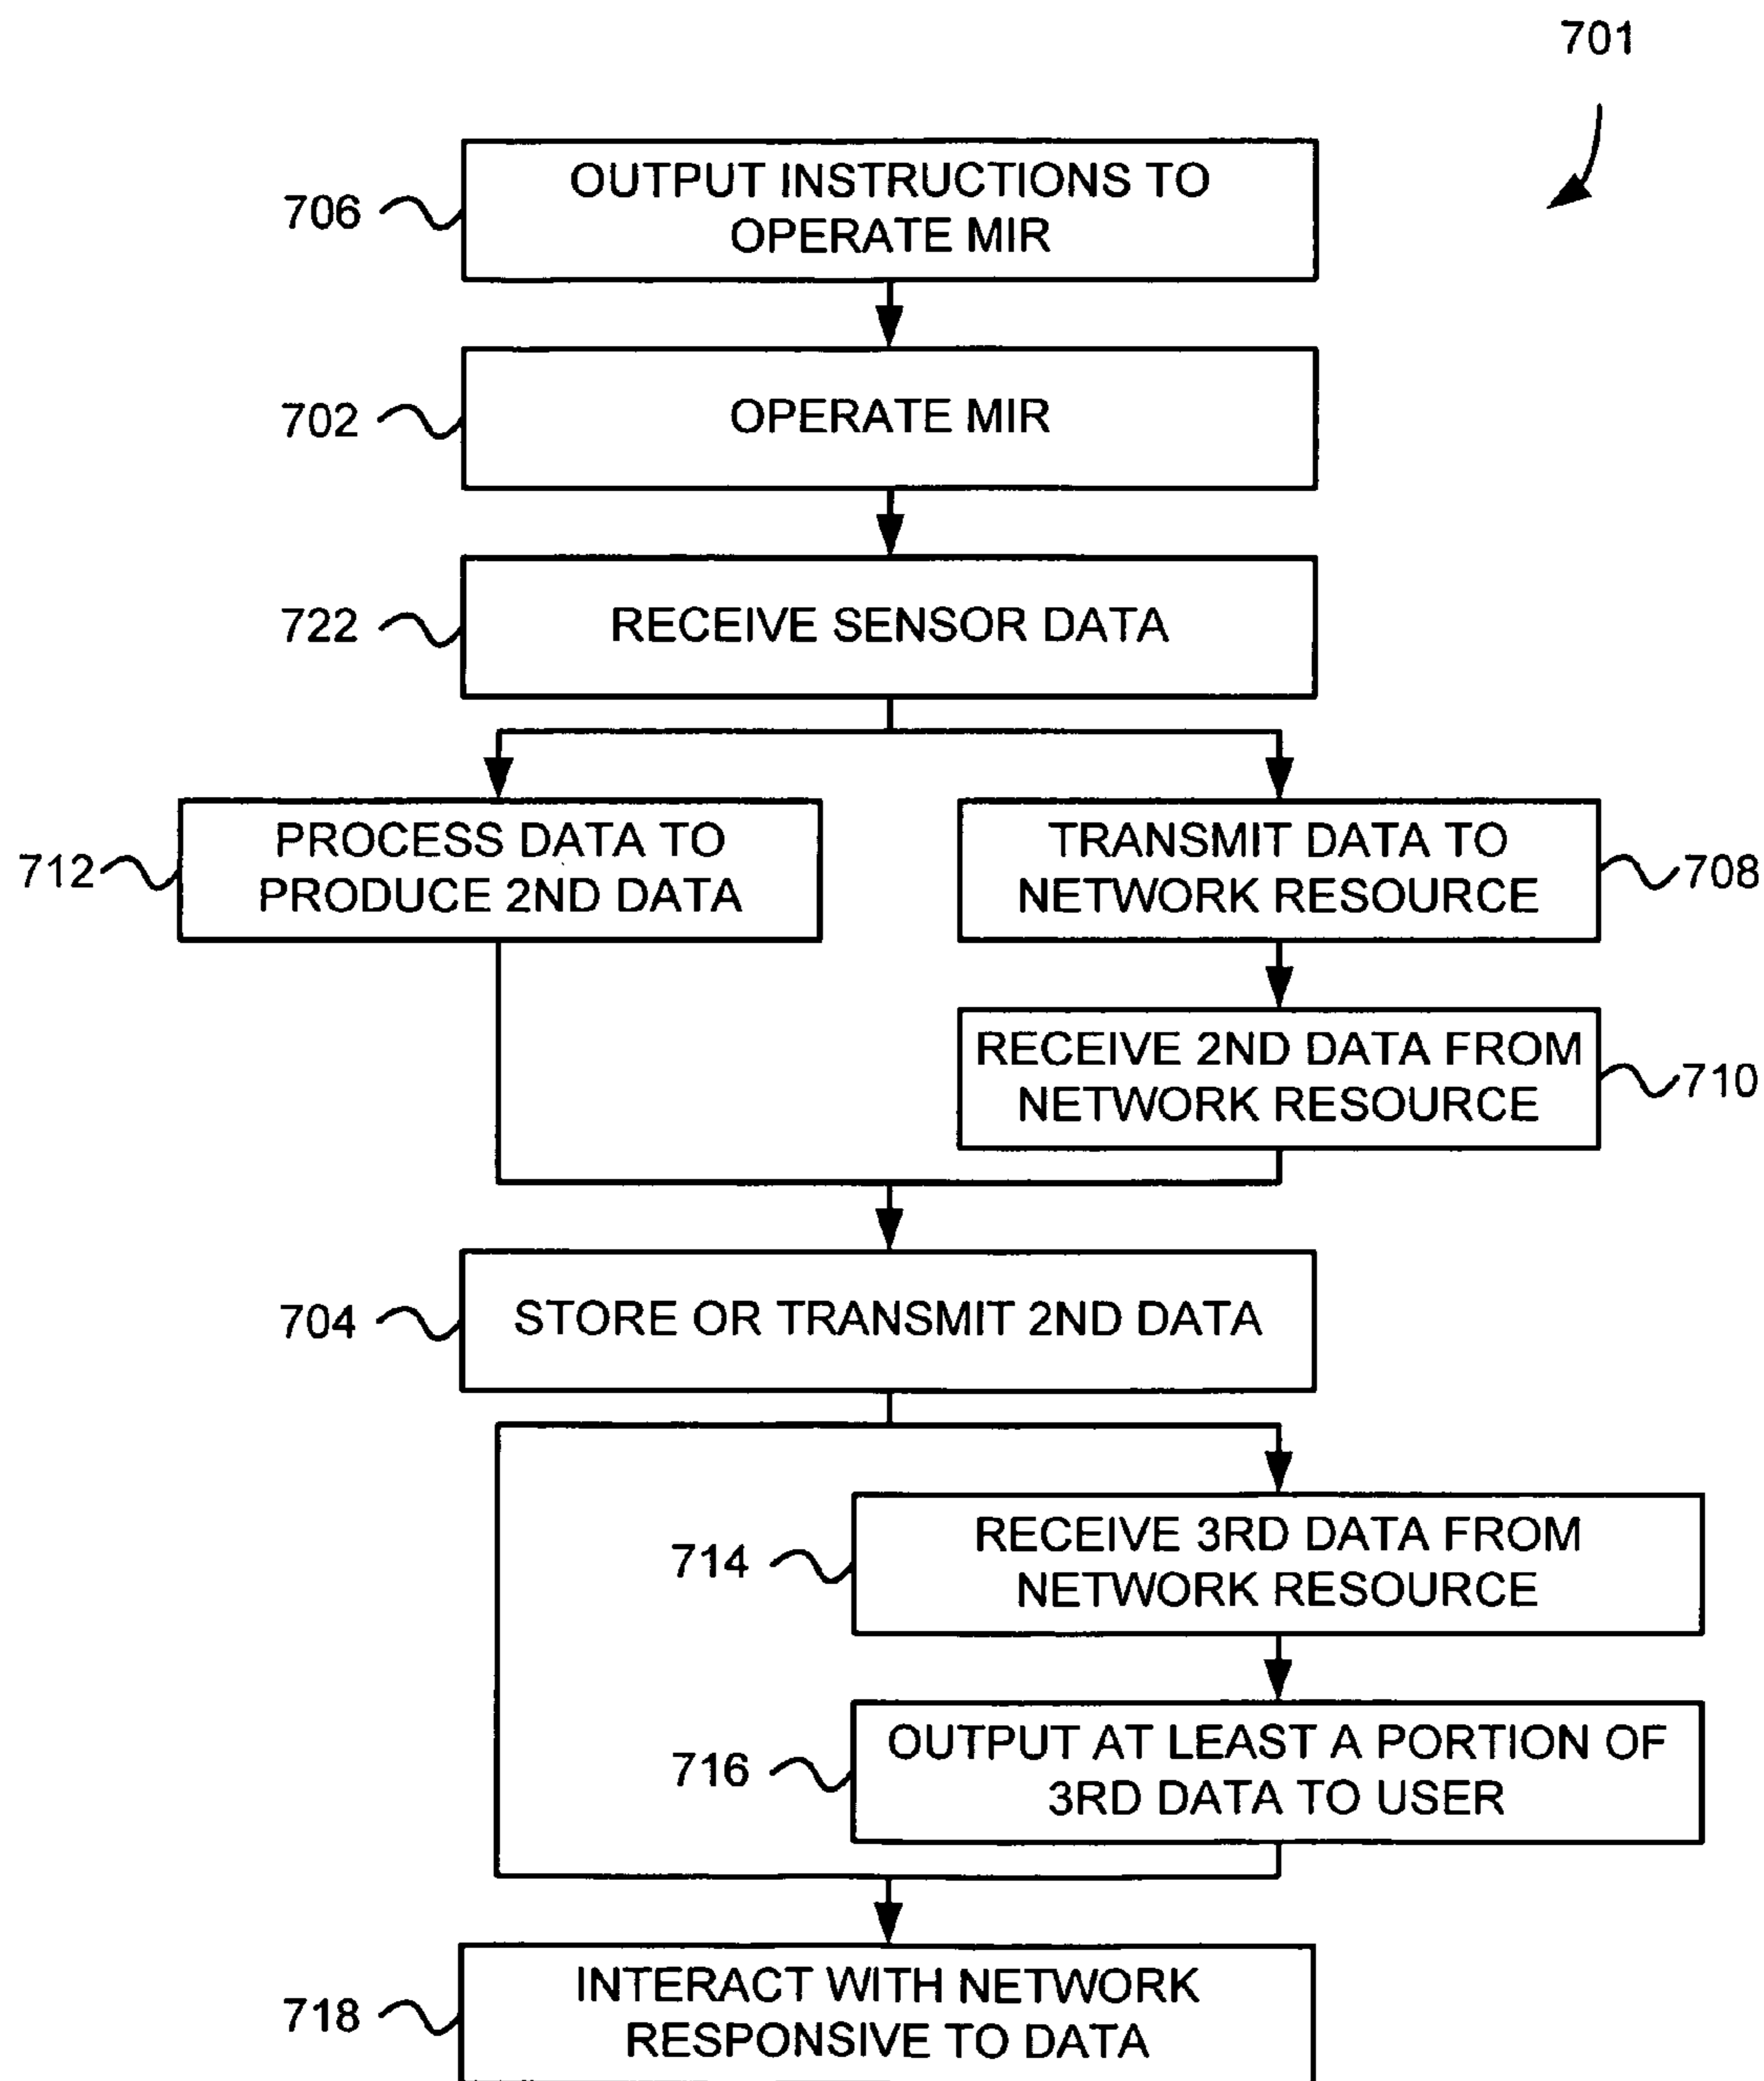 701
OUTPUT INSTRUCTIONS TO
OPERATE MIR
706
OPERATE MIR
702
RECEIVE SENSOR DATA
722
PROCESS DATA TO
PRODUCE 2ND DATA
712
TRANSMIT DATA TO
NETWORK RESOURCE
708
RECEIVE 2ND DATA FROM
NETWORK RESOURCE
710
STORE OR TRANSMIT 2ND DATA
704
RECEIVE 3RD DATA FROM
NETWORK RESOURCE
714
OUTPUT AT LEAST A PORTION OF
3RD DATA TO USER
716
INTERACT WITH NETWORK
RESPONSIVE TO DATA
718